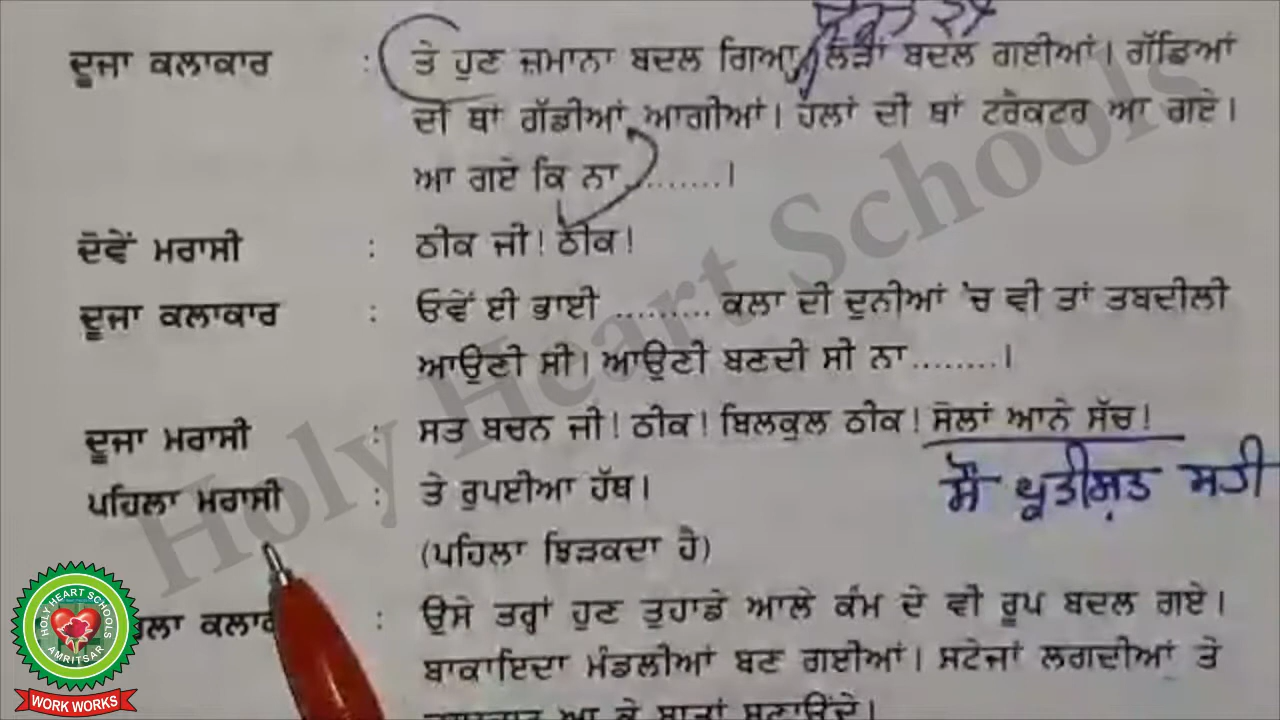 ਦੂਜਾ ਕਲਾਕਾਰ : ਤੇ ਹੁਣ ਜ਼ਮਾਨਾ ਬਦਲ ਗਿਆ, ਲੋੜਾਂ ਬਦਲ ਗਈਆਂ। ਗੱਡਿਆਂ
ਦੀ ਥਾਂ ਗੱਡੀਆਂ ਆਗੀਆਂ। ਹਲਾਂ ਦੀ ਥਾਂ ਟਰੈਕਟਰ ਆ ਗਏ।
ਆ ਗਏ ਕਿ ਨਾ .........।
ਦੋਵੇਂ ਮਰਾਸੀ : ਠੀਕ ਜੀ! ਠੀਕ!
ਦੂਜਾ ਕਲਾਕਾਰ : ਓਵੇਂ ਈ ਭਾਈ ......... ਕਲਾ ਦੀ ਦੁਨੀਆਂ 'ਚ ਵੀ ਤਾਂ ਤਬਦੀਲੀ
ਆਉਣੀ ਸੀ। ਆਉਣੀ ਬਣਦੀ ਸੀ ਨਾ ........।
ਦੂਜਾ ਮਰਾਸੀ : ਸਤ ਬਚਨ ਜੀ! ਠੀਕ! ਬਿਲਕੁਲ ਠੀਕ! ਸੋਲਾਂ ਆਨੇ ਸੱਚ!
ਸੌ ਪ੍ਰਤੀਸ਼ਤ ਸਹੀ
ਪਹਿਲਾ ਮਰਾਸੀ : ਤੇ ਰੁਪਈਆ ਹੱਥ।
(ਪਹਿਲਾ ਝਿੜਕਦਾ ਹੈ)
: ਉਸੇ ਤਰ੍ਹਾਂ ਹੁਣ ਤੁਹਾਡੇ ਆਲੇ ਕੰਮ ਦੇ ਵੀ ਰੂਪ ਬਦਲ ਗਏ।
ਬਾਕਾਇਦਾ ਮੰਡਲੀਆਂ ਬਣ ਗਈਆਂ। ਸਟੇਜਾਂ ਲਗਦੀਆਂ ਤੇ
Holy Heart Schools
HOLY HEART SCHOOLS
AMRITSAR
WORK WORKS